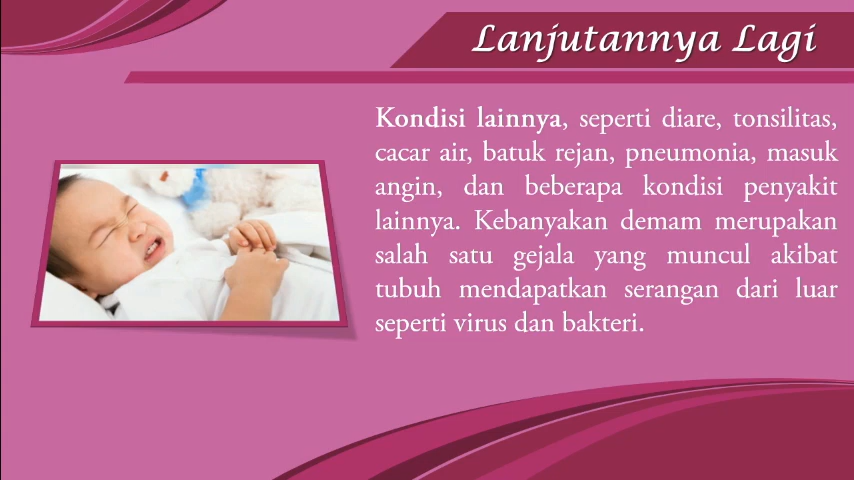 Lanjutannya Lagi
Kondisi lainnya, seperti diare, tonsilitas,
cacar air, batuk rejan, pneumonia, masuk
angin, dan beberapa kondisi penyakit
lainnya. Kebanyakan demam merupakan
salah satu gejala yang muncul akibat
tubuh mendapatkan serangan dari luar
seperti virus dan bakteri.